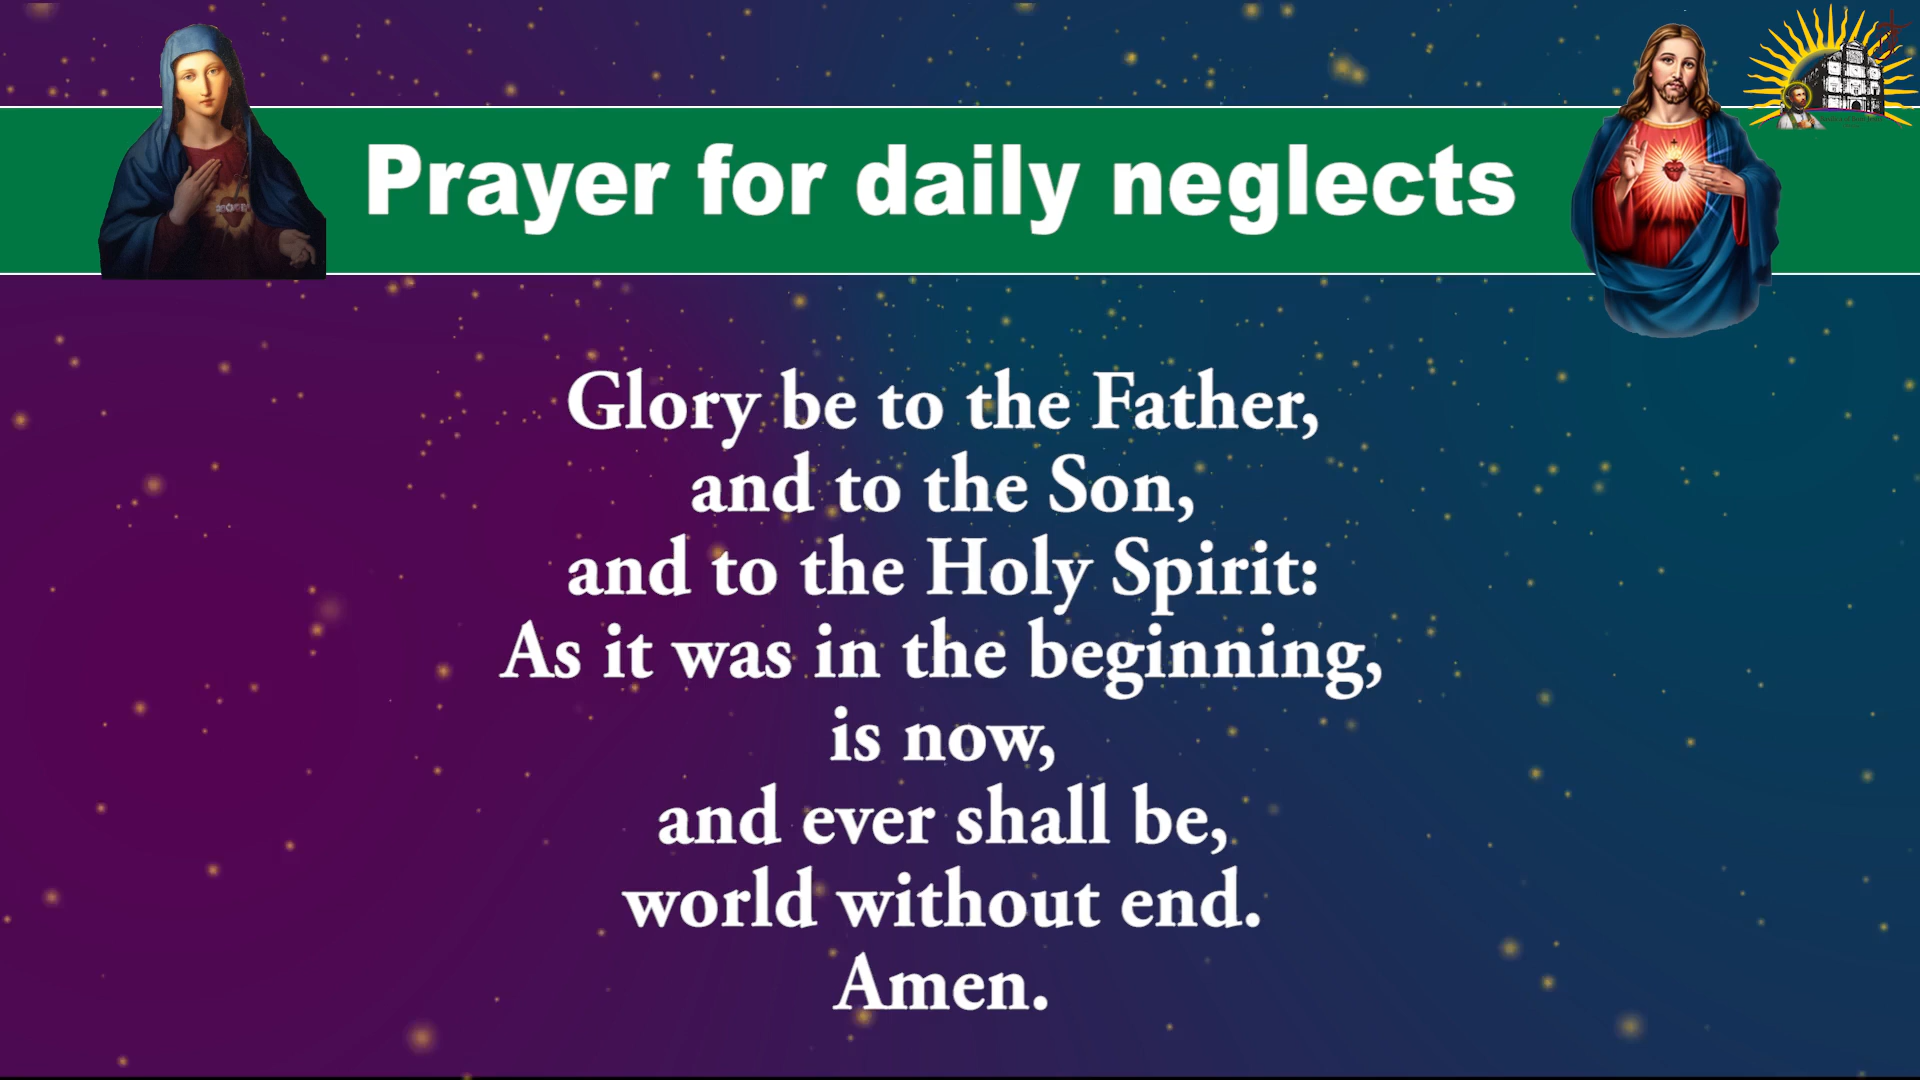 Prayer for daily neglects
Glory be to the Father,
and to the Son,
and to the Holy Spirit:
As it was in the beginning,
is now,
and ever shall be,
world without end.
Amen.